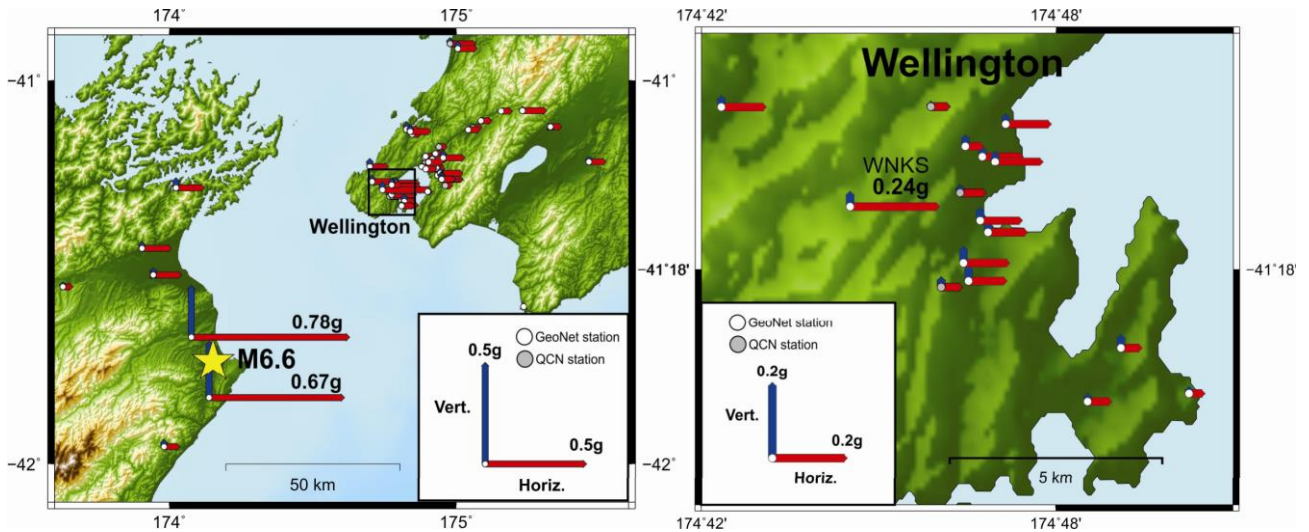 174°
175°
−41°
Wellington
0.78g
M6.6
0.67g
−42°
50 km
GeoNet station
QCN station
0.5g
Vert.
0.5g
Horiz.
174°
175°
174°42'
174°48'
Wellington
WNKS
0.24g
−41°18'
−41°18'
GeoNet station
QCN station
0.2g
Vert.
0.2g
Horiz.
5 km
174°42'
174°48'